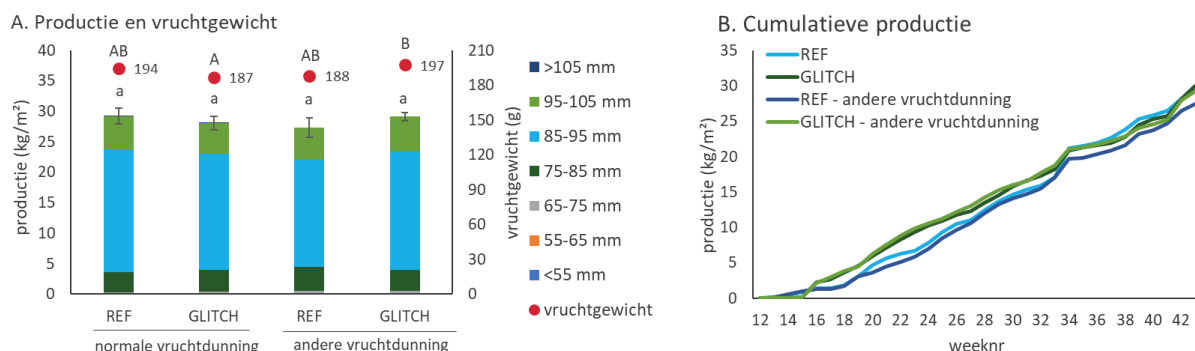 A. Productie en vruchtgewicht
40
35
30
25
20
15
10
5
0
productie (kg/m²)
AB
194
a
A
187
a
AB
188
a
B
197
a
210
180
150
120
90
60
30
0
vruchtgewicht (g)
REF
GLITCH
REF
GLITCH
normale vruchtdunning
andere vruchtdunning
>105 mm
95-105 mm
85-95 mm
75-85 mm
65-75 mm
55-65 mm
<55 mm
vruchtgewicht
B. Cumulatieve productie
35
30
25
20
15
10
5
0
productie (kg/m²)
REF
GLITCH
REF - andere vruchtdunning
GLITCH - andere vruchtdunning
12 14 16 18 20 22 24 26 28 30 32 34 36 38 40 42
weeknr